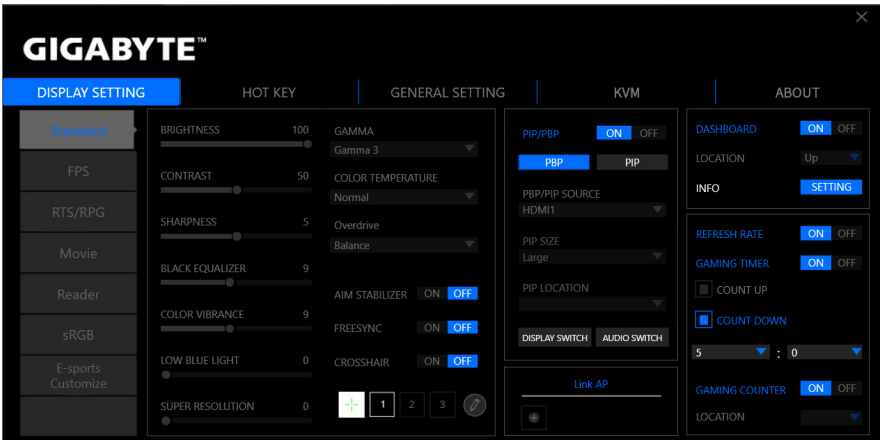 GIGABYTE™
DISPLAY SETTING
HOT KEY
GENERAL SETTING
KVM
ABOUT
Standard
FPS
RTS/RPG
Movie
Reader
sRGB
E-sports
Customize
BRIGHTNESS 100
CONTRAST 50
SHARPNESS 5
BLACK EQUALIZER 9
COLOR VIBRANCE 9
LOW BLUE LIGHT 0
SUPER RESOLUTION 0
GAMMA
Gamma 3
COLOR TEMPERATURE
Normal
Overdrive
Balance
AIM STABILIZER ON OFF
FREESYNC ON OFF
CROSSHAIR ON OFF
1 2 3
PIP/PBP ON OFF
PBP PIP
PBP/PIP SOURCE
HDMI1
PIP SIZE
Large
PIP LOCATION
DISPLAY SWITCH AUDIO SWITCH
Link AP
DASHBOARD ON OFF
LOCATION Up
INFO SETTING
REFRESH RATE ON OFF
GAMING TIMER ON OFF
COUNT UP
COUNT DOWN
5 : 0
GAMING COUNTER ON OFF
LOCATION